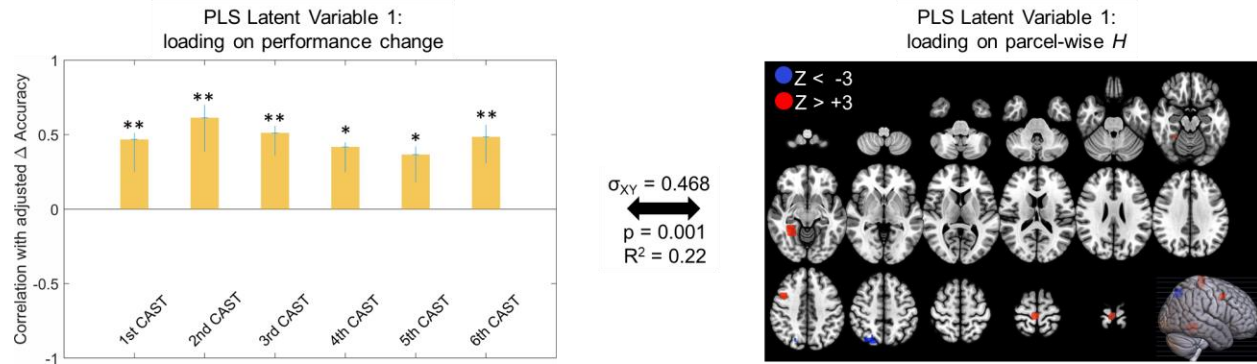 PLS Latent Variable 1:
loading on performance change
Correlation with adjusted △ Accuracy
1
0.5
0
-0.5
-1
**
**
**
*
*
**
1st CAST
2nd CAST
3rd CAST
4th CAST
5th CAST
6th CAST
σXY = 0.468
p = 0.001
R² = 0.22
PLS Latent Variable 1:
loading on parcel-wise H
Z < -3
Z > +3